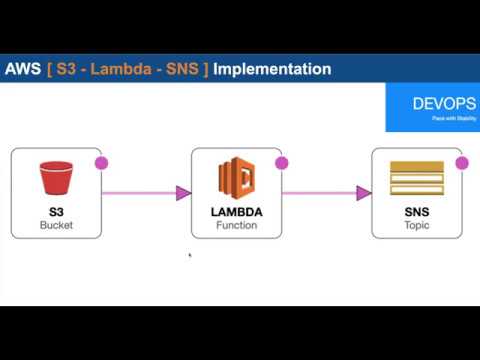 AWS [ S3 - Lambda - SNS ] Implementation
DEVOPS
Pace with Stability
S3
Bucket
LAMBDA
Function
SNS
Topic